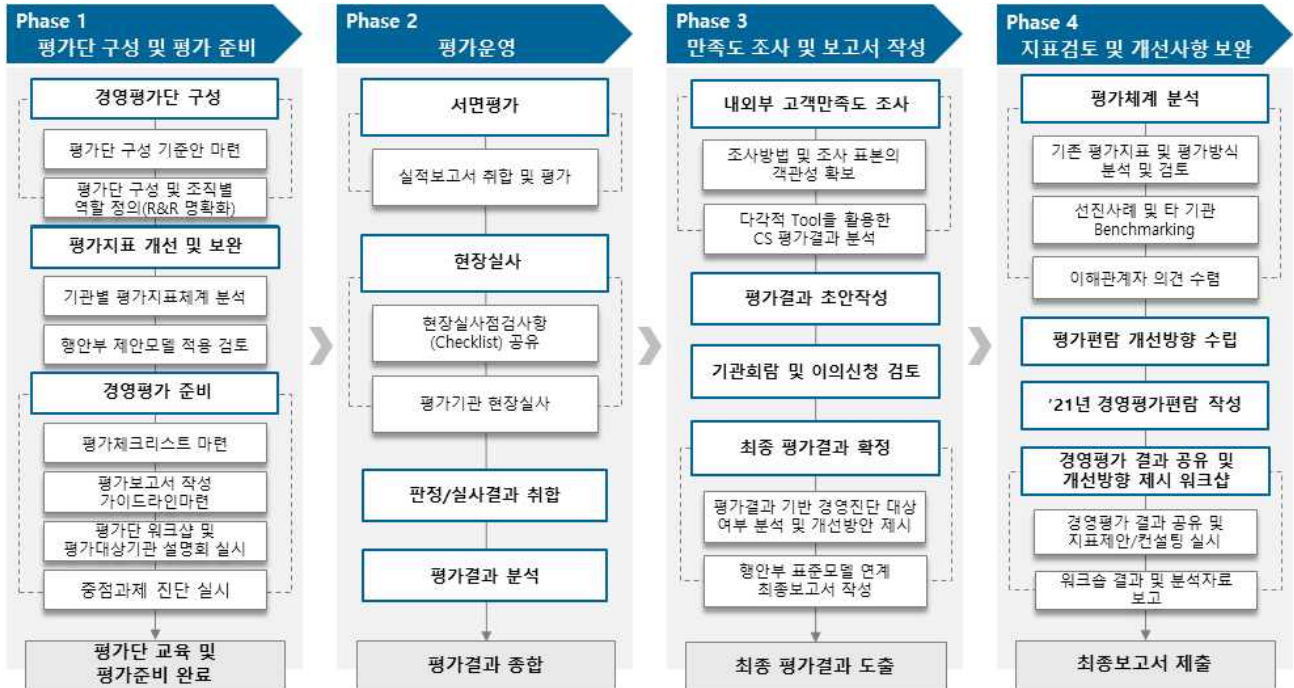 Phase 1
평가단 구성 및 평가 준비
경영평가단 구성
평가단 구성 기준안 마련
평가단 구성 및 조직별
역할 정의(R&R 명확화)
평가지표 개선 및 보완
기관별 평가지표체계 분석
행안부 제안모델 적용 검토
경영평가 준비
평가체크리스트 마련
평가보고서 작성
가이드라인마련
평가단 워크샵 및
평가대상기관 설명회 실시
중점과제 진단 실시
평가단 교육 및
평가준비 완료
Phase 2
평가운영
서면평가
실적보고서 취합 및 평가
현장실사
현장실사점검사항
(Checklist) 공유
평가기관 현장실사
판정/실사결과 취합
평가결과 분석
평가결과 종합
Phase 3
만족도 조사 및 보고서 작성
내외부 고객만족도 조사
조사방법 및 조사 표본의
객관성 확보
다각적 Tool을 활용한
CS 평가결과 분석
평가결과 초안작성
기관회람 및 이의신청 검토
최종 평가결과 확정
평가결과 기반 경영진단 대상
여부 분석 및 개선방안 제시
행안부 표준모델 연계
최종보고서 작성
최종 평가결과 도출
Phase 4
지표검토 및 개선사항 보완
평가체계 분석
기존 평가지표 및 평가방식
분석 및 검토
선진사례 및 타 기관
Benchmarking
이해관계자 의견 수렴
평가편람 개선방향 수립
'21년 경영평가편람 작성
경영평가 결과 공유 및
개선방향 제시 워크샵
경영평가 결과 공유 및
지표제안/컨설팅 실시
워크숍 결과 및 분석자료
보고
최종보고서 제출